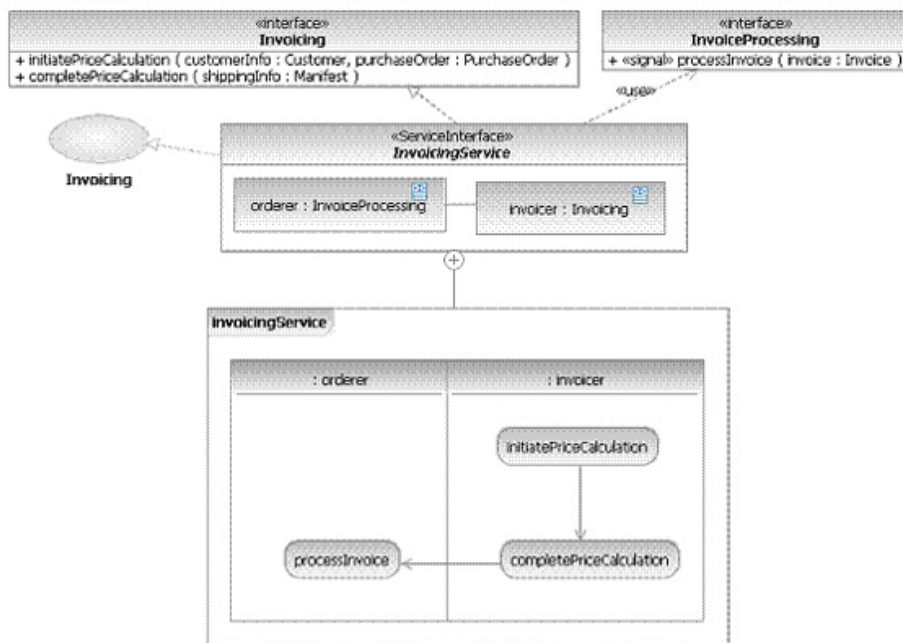 «interface»
Invoicing
+ initiatePriceCalculation ( customerInfo : Customer, purchaseOrder : PurchaseOrder )
+ completePriceCalculation ( shippingInfo : Manifest )
«interface»
InvoiceProcessing
+ «signal» processInvoice ( invoice : Invoice )
«use»
Invoicing
«ServiceInterface»
InvoicingService
orderer : InvoiceProcessing
invoicer : Invoicing
invoicingService
: orderer
: invoicer
initiatePriceCalculation
processInvoice
completePriceCalculation